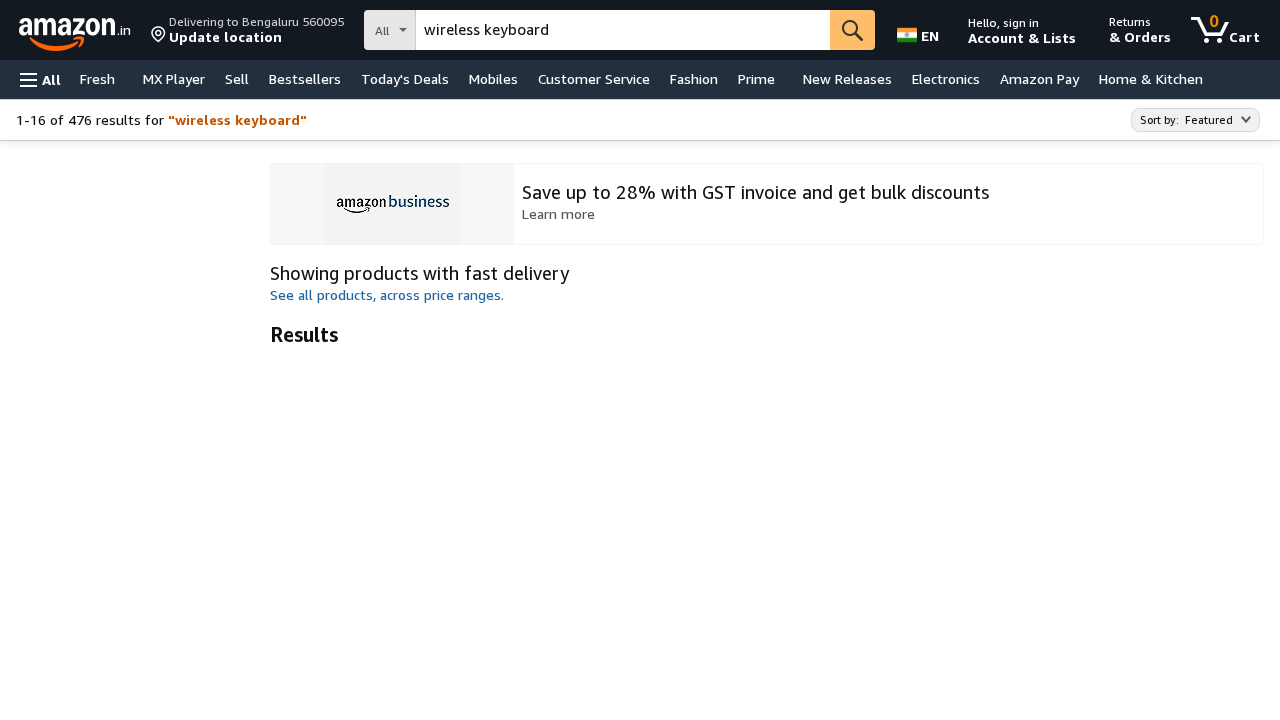 amazon.in
Delivering to Bengaluru 560095
Update location
All
wireless keyboard
EN
Hello, sign in
Account & Lists
Returns
& Orders
0
Cart
All Fresh MX Player Sell Bestsellers Today's Deals Mobiles Customer Service Fashion Prime New Releases Electronics Amazon Pay Home & Kitchen
1-16 of 476 results for "wireless keyboard"
Sort by: Featured
amazon business
Save up to 28% with GST invoice and get bulk discounts
Learn more
Showing products with fast delivery
See all products, across price ranges.
Results